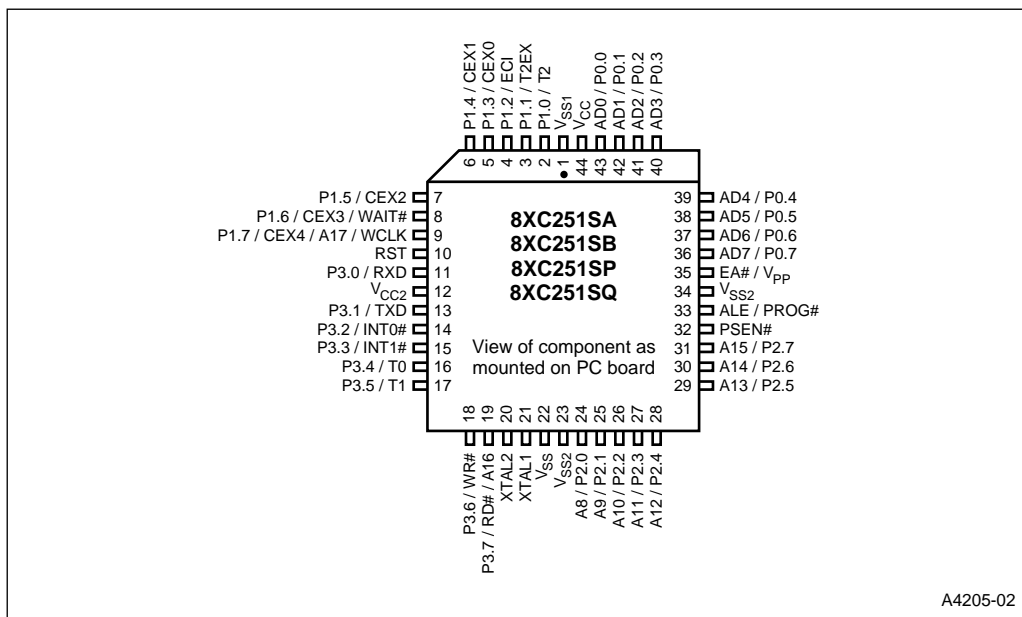 P1.4 / CEX1
P1.3 / CEX0
P1.2 / ECI
P1.1 / T2EX
P1.0 / T2
VSS1
VCC
AD0 / P0.0
AD1 / P0.1
AD2 / P0.2
AD3 / P0.3
6 5 4 3 2 1 44 43 42 41 40
P1.5 / CEX2 7
P1.6 / CEX3 / WAIT# 8
P1.7 / CEX4 / A17 / WCLK 9
RST 10
P3.0 / RXD 11
VCC2 12
P3.1 / TXD 13
P3.2 / INT0# 14
P3.3 / INT1# 15
P3.4 / T0 16
P3.5 / T1 17
8XC251SA
8XC251SB
8XC251SP
8XC251SQ
View of component as
mounted on PC board
39 AD4 / P0.4
38 AD5 / P0.5
37 AD6 / P0.6
36 AD7 / P0.7
35 EA# / VPP
34 VSS2
33 ALE / PROG#
32 PSEN#
31 A15 / P2.7
30 A14 / P2.6
29 A13 / P2.5
18 19 20 21 22 23 24 25 26 27 28
P3.6 / WR#
P3.7 / RD# / A16
XTAL2
XTAL1
VSS
VSS2
A8 / P2.0
A9 / P2.1
A10 / P2.2
A11 / P2.3
A12 / P2.4
A4205-02